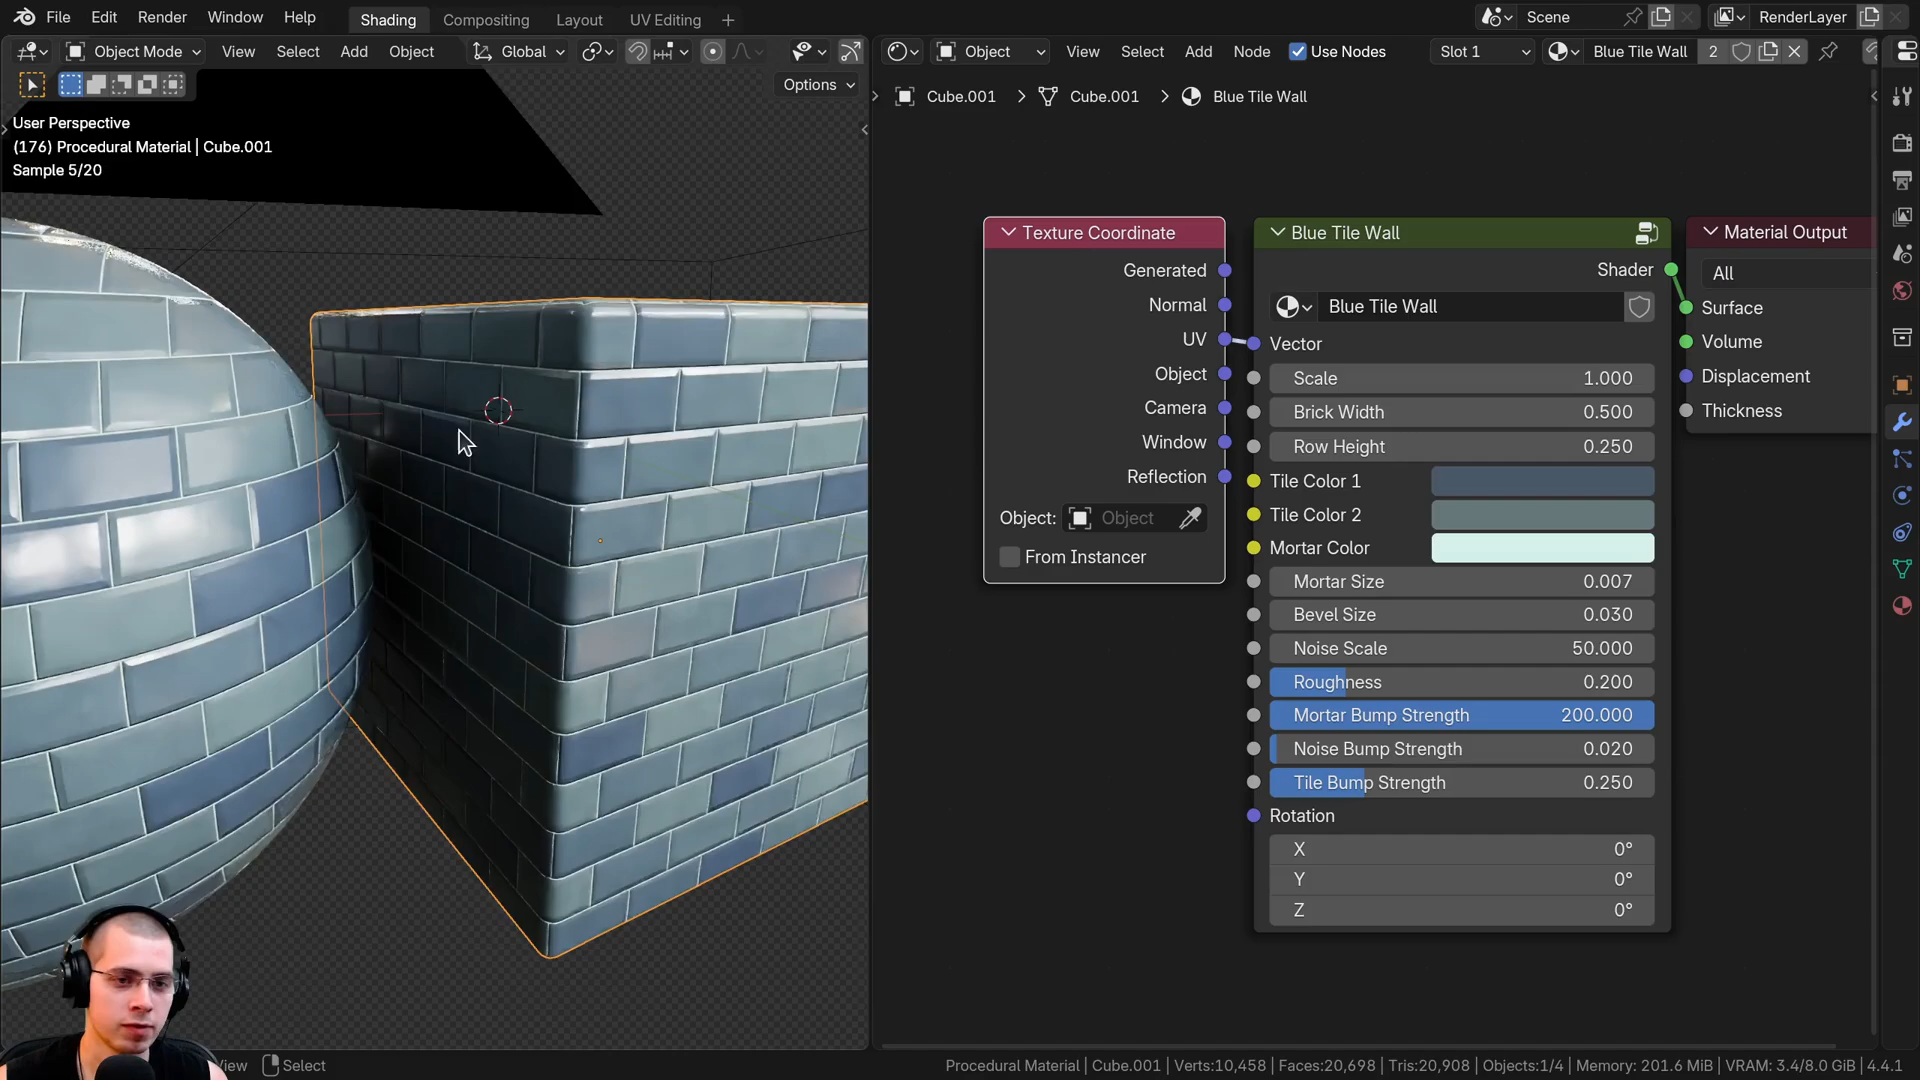 File Edit Render Window Help Shading Compositing Layout UV Editing + Scene RenderLayer
Object Mode View Select Add Object Global
Options
User Perspective
(176) Procedural Material | Cube.001
Sample 5/20
Object View Select Add Node Use Nodes Slot 1 Blue Tile Wall 2
Cube.001 > Cube.001 > Blue Tile Wall
Texture Coordinate
Generated
Normal
UV
Object
Camera
Window
Reflection
Object: Object
From Instancer
Blue Tile Wall
Shader
Blue Tile Wall
Vector
Scale 1.000
Brick Width 0.500
Row Height 0.250
Tile Color 1
Tile Color 2
Mortar Color
Mortar Size 0.007
Bevel Size 0.030
Noise Scale 50.000
Roughness 0.200
Mortar Bump Strength 200.000
Noise Bump Strength 0.020
Tile Bump Strength 0.250
Rotation
X 0°
Y 0°
Z 0°
Material Output
All
Surface
Volume
Displacement
Thickness
Select
Procedural Material | Cube.001 | Verts:10,458 | Faces:20,698 | Tris:20,908 | Objects:1/4 | Memory: 201.6 MiB | VRAM: 3.4/8.0 GiB | 4.4.1